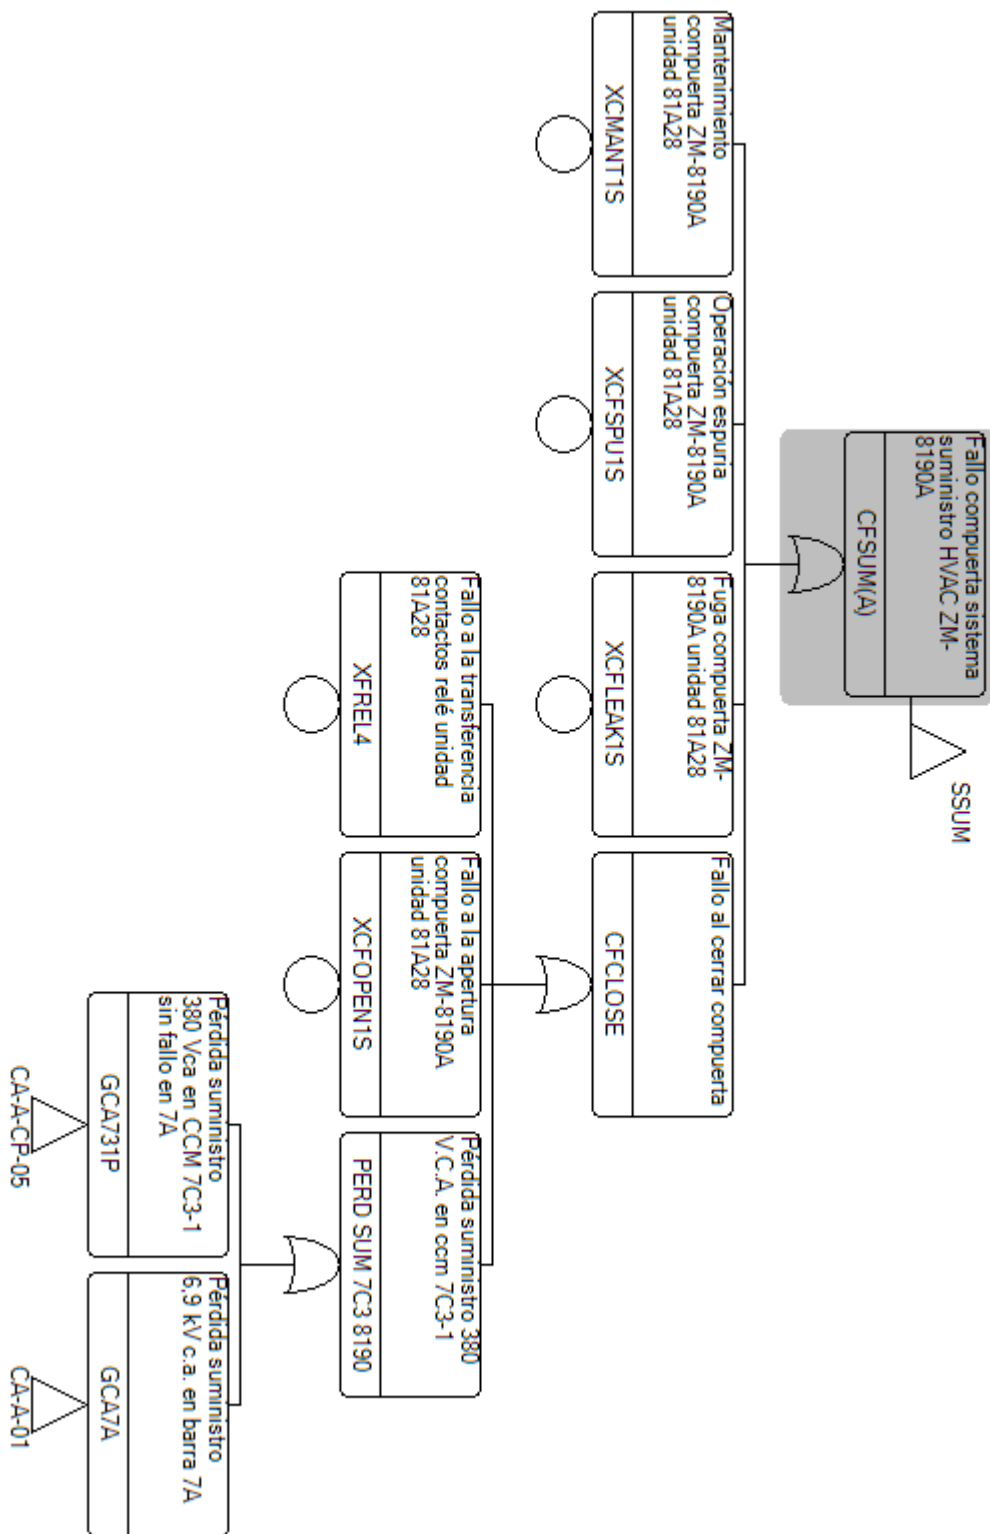 Fallo compuerta sistema
suministro HVAC ZM-
8190A
CFSUM(A)
SSUM
Mantenimiento
compuerta ZM-8190A
unidad 81A28
XCMANT1S
Operación espuria
compuerta ZM-8190A
unidad 81A28
XCFSPU1S
Fuga compuerta ZM-
8190A unidad 81A28
XCFLEAK1S
Fallo al cerrar compuerta
CFCLOSE
Fallo a la transferencia
contactos relé unidad
81A28
XFREL4
Fallo a la apertura
compuerta ZM-8190A
unidad 81A28
XCFOPEN1S
Pérdida suministro 380
V.C.A. en ccm 7C3-1
PERD SUM 7C3 8190
Pérdida suministro
380 Vca en CCM 7C3-1
sin fallo en 7A
GCA731P
CA-A-CP-05
Pérdida suministro
6,9 kV c.a. en barra 7A
GCA7A
CA-A-01